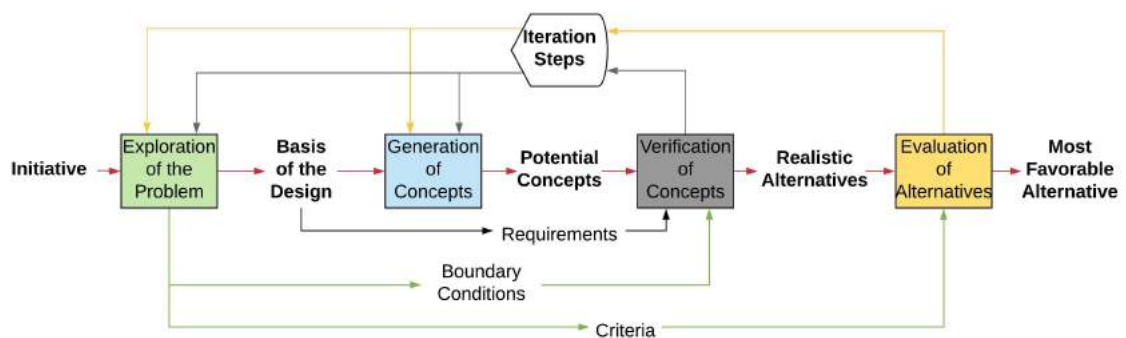 Iteration
Steps
Initiative
Exploration
of the
Problem
Basis
of the
Design
Generation
of
Concepts
Potential
Concepts
Verification
of
Concepts
Realistic
Alternatives
Evaluation
of
Alternatives
Most
Favorable
Alternative
Requirements
Boundary
Conditions
Criteria